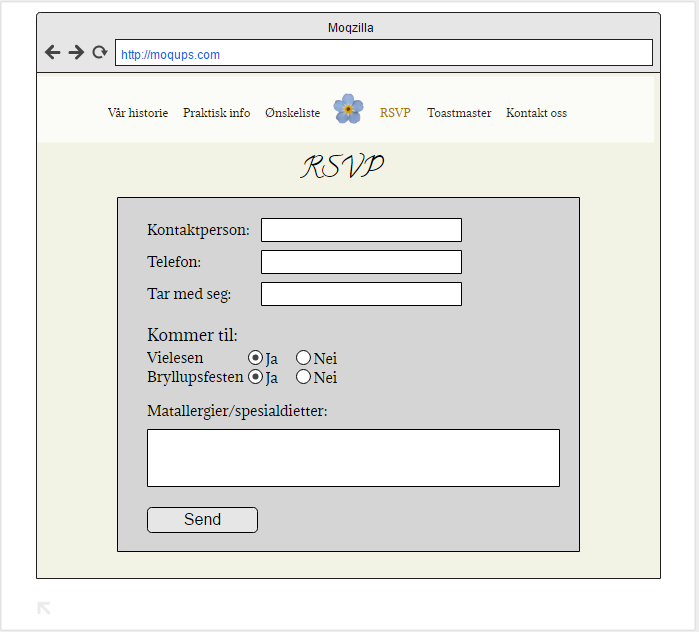 Moqzilla
http://moqups.com
Vår historie Praktisk info Ønskeliste RSVP Toastmaster Kontakt oss
RSVP
Kontaktperson:
Telefon:
Tar med seg:
Kommer til:
Vielesen Ja Nei
Bryllupsfesten Ja Nei
Matallergier/spesialdietter:
Send